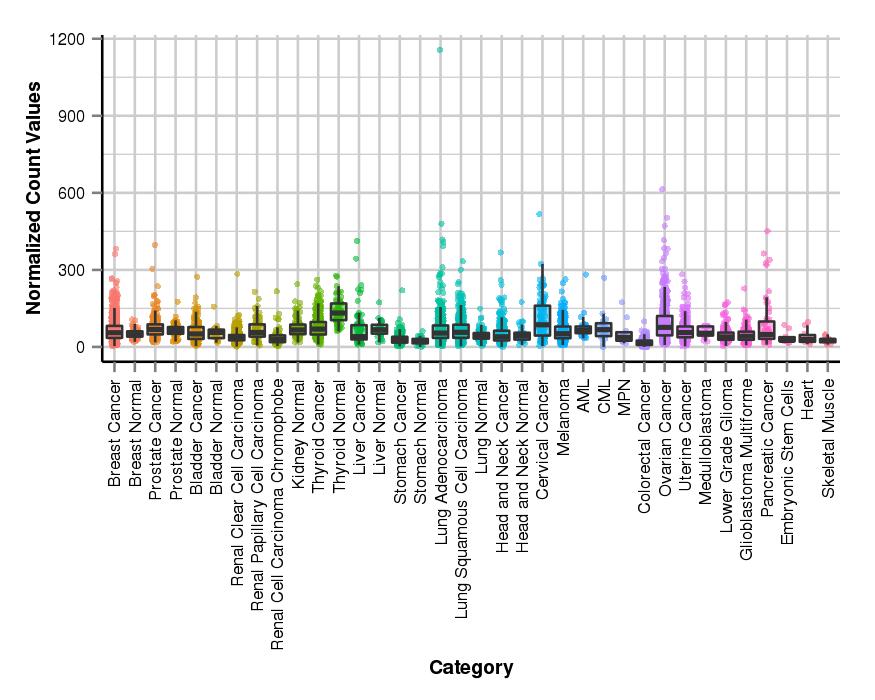 Normalized Count Values
1200
900
600
300
0
Breast Cancer
Breast Normal
Prostate Cancer
Prostate Normal
Bladder Cancer
Bladder Normal
Renal Clear Cell Carcinoma
Renal Papillary Cell Carcinoma
Renal Cell Carcinoma Chromophobe
Kidney Normal
Thyroid Cancer
Thyroid Normal
Liver Cancer
Liver Normal
Stomach Cancer
Stomach Normal
Lung Adenocarcinoma
Lung Squamous Cell Carcinoma
Lung Normal
Head and Neck Cancer
Head and Neck Normal
Cervical Cancer
Melanoma
AML
CML
MPN
Colorectal Cancer
Ovarian Cancer
Uterine Cancer
Medulloblastoma
Lower Grade Glioma
Glioblastoma Multiforme
Pancreatic Cancer
Embryonic Stem Cells
Heart
Skeletal Muscle
Category